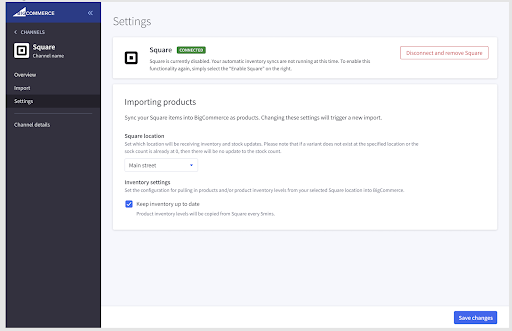 COMMERCE
Settings
CHANNELS
Square
Channel name
Overview
Import
Settings
Channel details
Square CONNECTED
Square is currently disabled. Your automatic inventory syncs are not running at this time. To enable
this functionality again, simply select the "Enable Square" on the right.
Disconnect and remove Square
Importing products
Sync your Square items into BigCommerce as products. Changing these settings will trigger a new import.
Square location
Set which location will be receiving inventory and stock updates. Please note that if a variant does not exist at the specified location or the
sock count is already at 0, then there will be no update to the stock count.
Main street
Inventory settings
Set the configuration for pulling in products and/or product inventory levels from your selected Square location into BigCommerce.
Keep inventory up to date
Product inventory levels will be copied from Square every 5mins.
Save changes